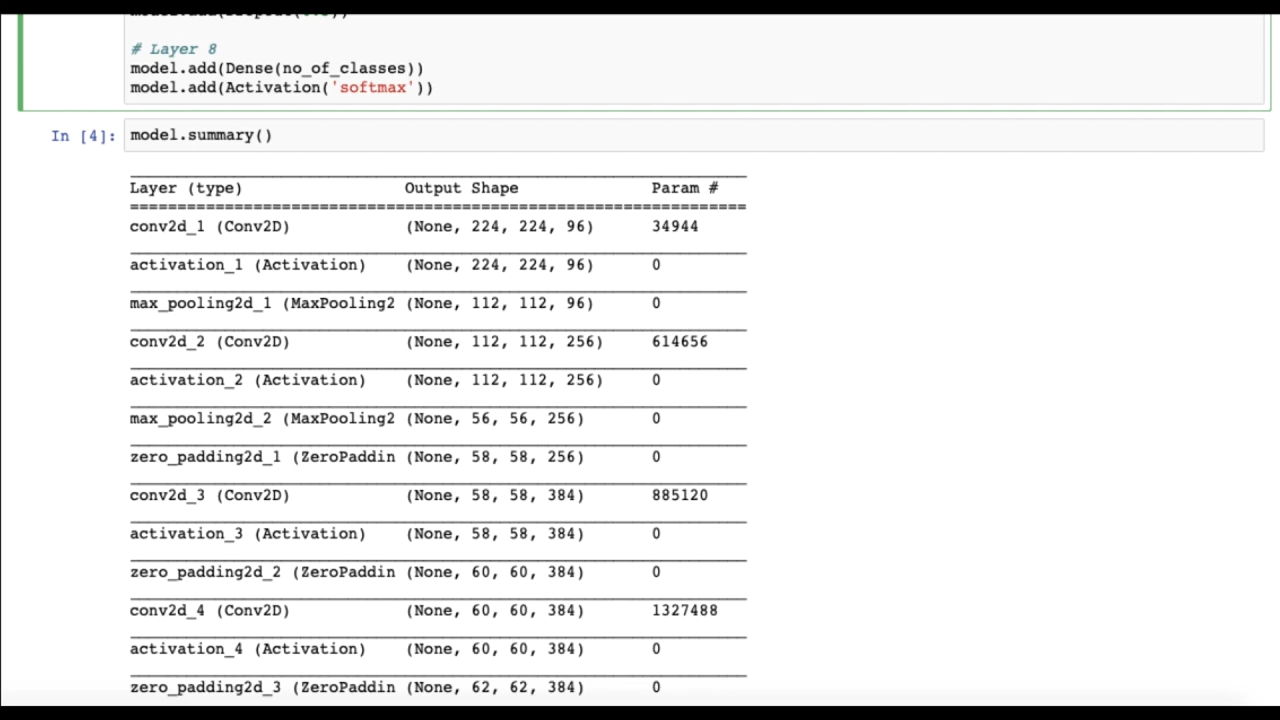 # Layer 8
model.add(Dense(no_of_classes))
model.add(Activation('softmax'))
In [4]: model.summary()
Layer (type) Output Shape Param #
=================================================================
conv2d_1 (Conv2D) (None, 224, 224, 96) 34944
activation_1 (Activation) (None, 224, 224, 96) 0
max_pooling2d_1 (MaxPooling2 (None, 112, 112, 96) 0
conv2d_2 (Conv2D) (None, 112, 112, 256) 614656
activation_2 (Activation) (None, 112, 112, 256) 0
max_pooling2d_2 (MaxPooling2 (None, 56, 56, 256) 0
zero_padding2d_1 (ZeroPaddin (None, 58, 58, 256) 0
conv2d_3 (Conv2D) (None, 58, 58, 384) 885120
activation_3 (Activation) (None, 58, 58, 384) 0
zero_padding2d_2 (ZeroPaddin (None, 60, 60, 384) 0
conv2d_4 (Conv2D) (None, 60, 60, 384) 1327488
activation_4 (Activation) (None, 60, 60, 384) 0
zero_padding2d_3 (ZeroPaddin (None, 62, 62, 384) 0